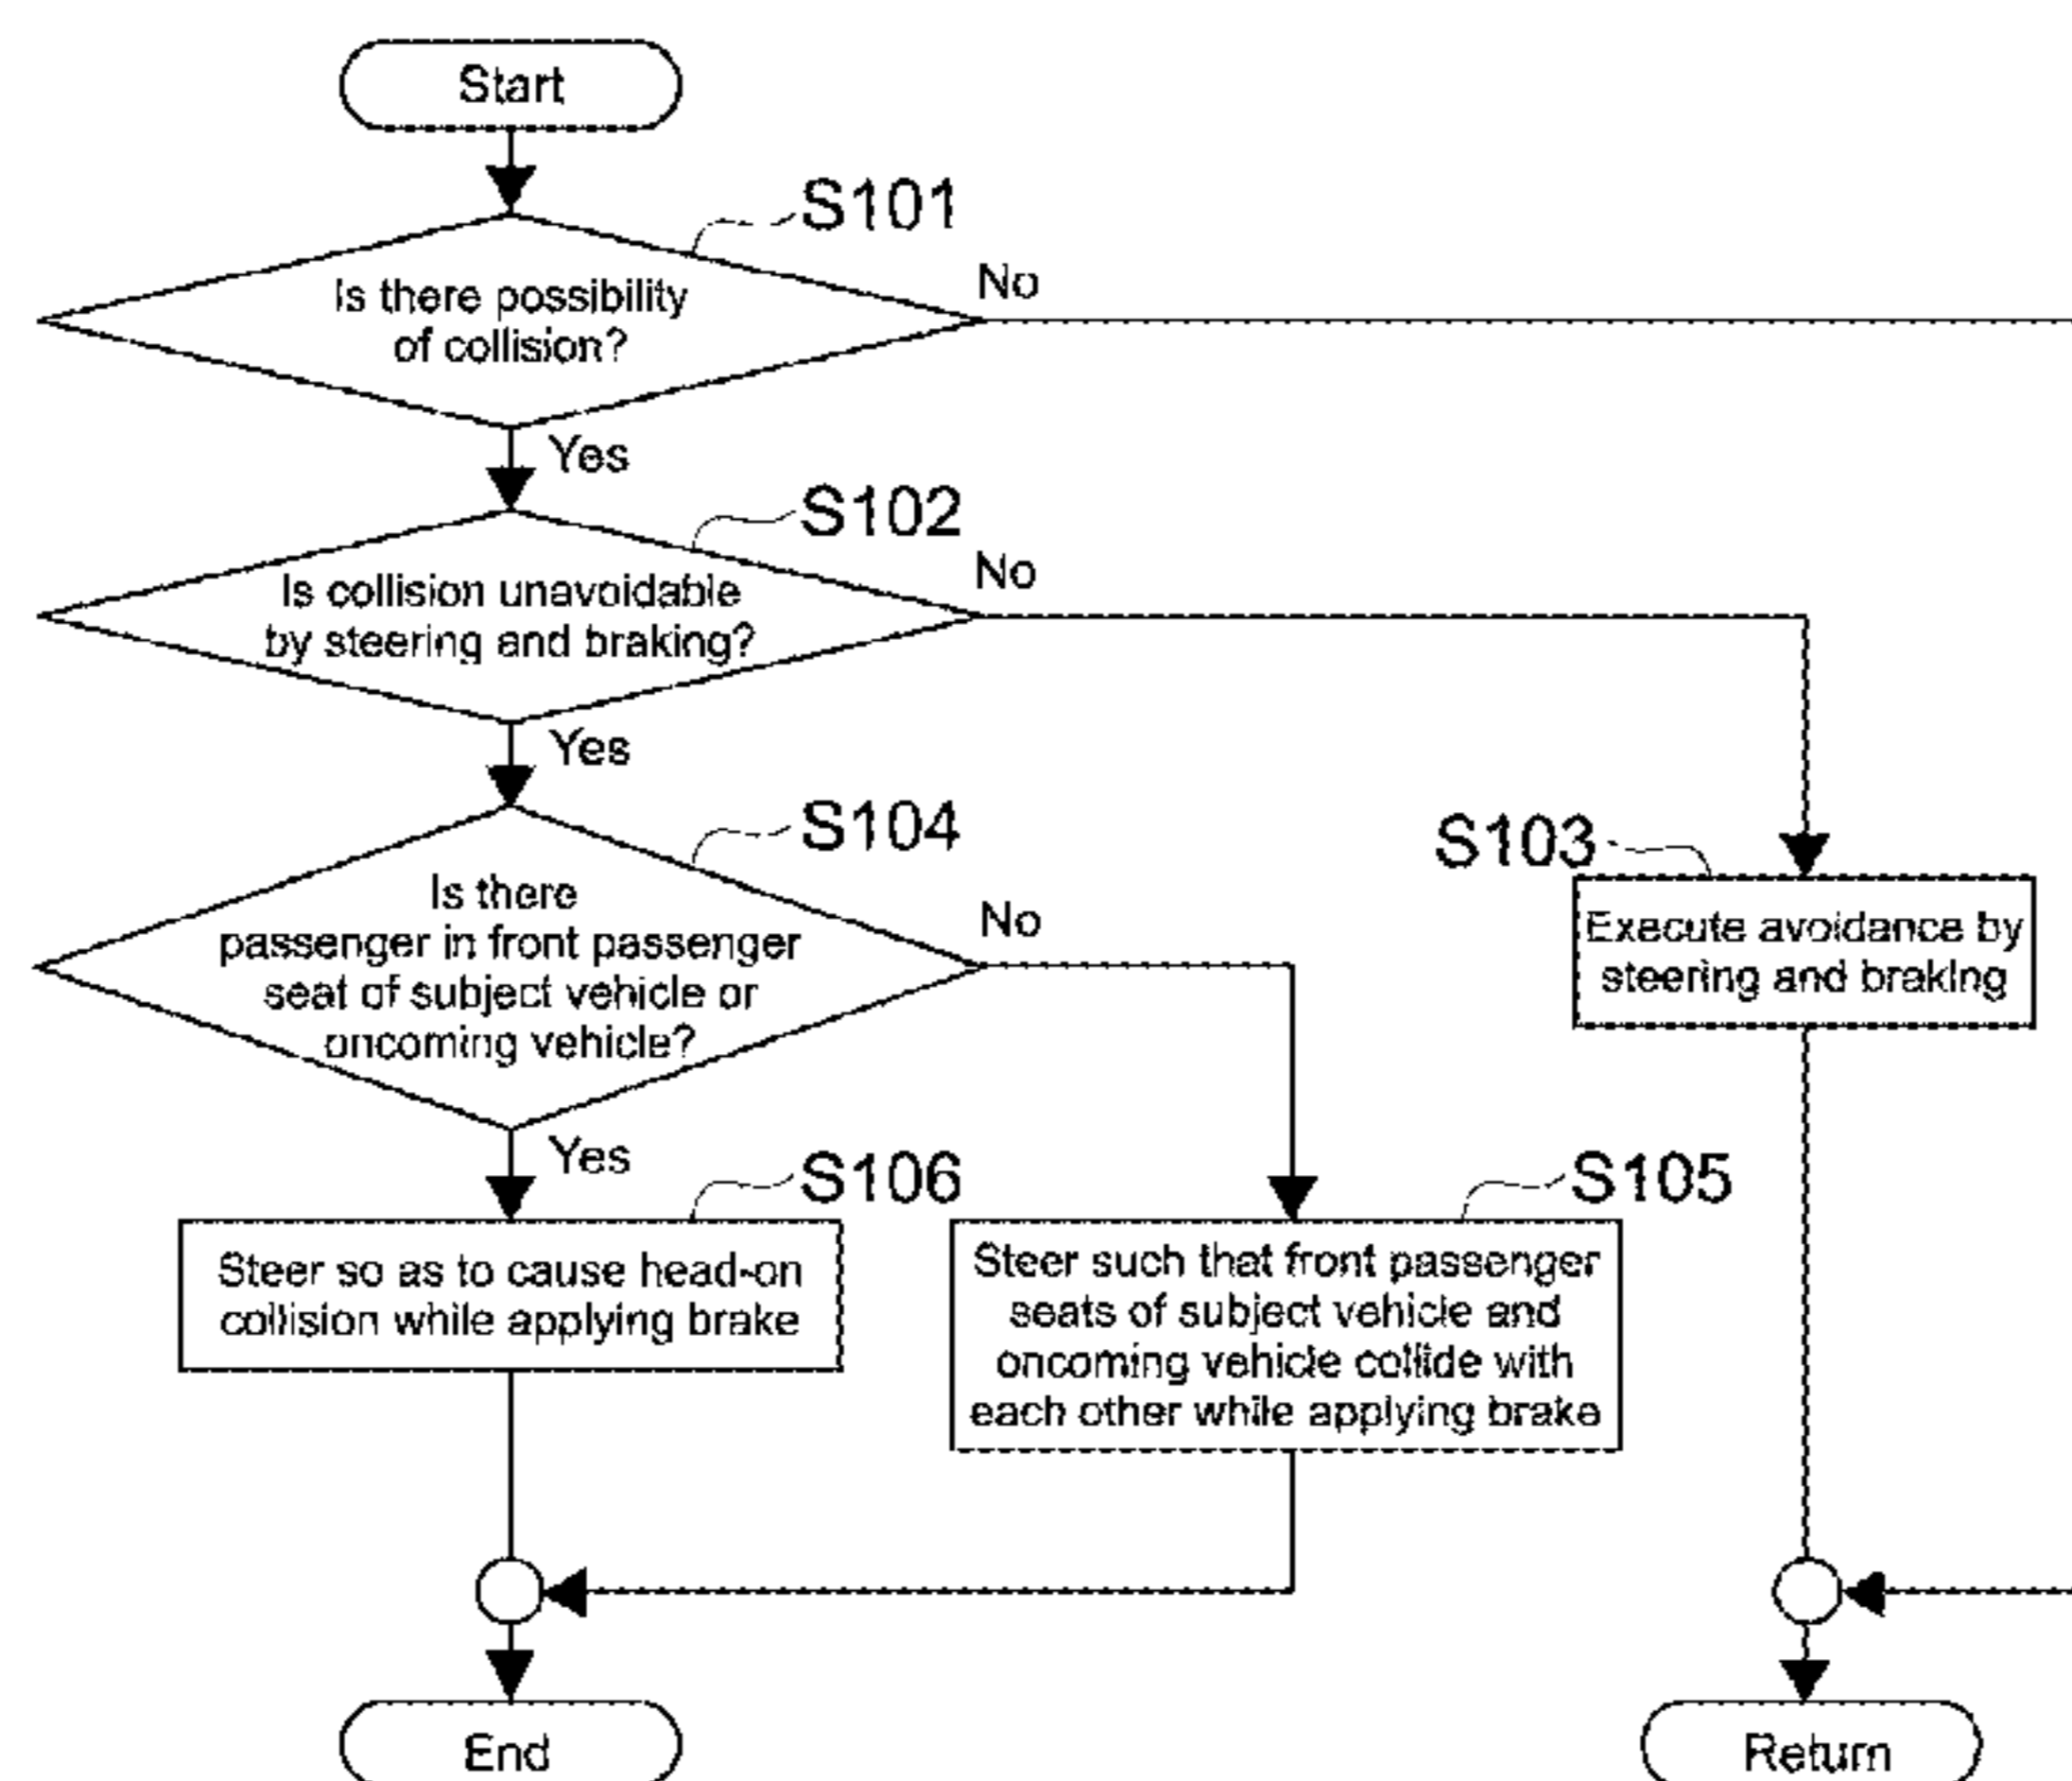 Start
S101
Is there possibility
of collision?
No
Yes
S102
Is collision unavoidable
by steering and braking?
No
Yes
S104
Is there
passenger in front passenger
seat of subject vehicle or
oncoming vehicle?
No
S103
Execute avoidance by
steering and braking
Yes
S106
Steer so as to cause head-on
collision while applying brake
S105
Steer such that front passenger
seats of subject vehicle and
oncoming vehicle collide with
each other while applying brake
End
Return